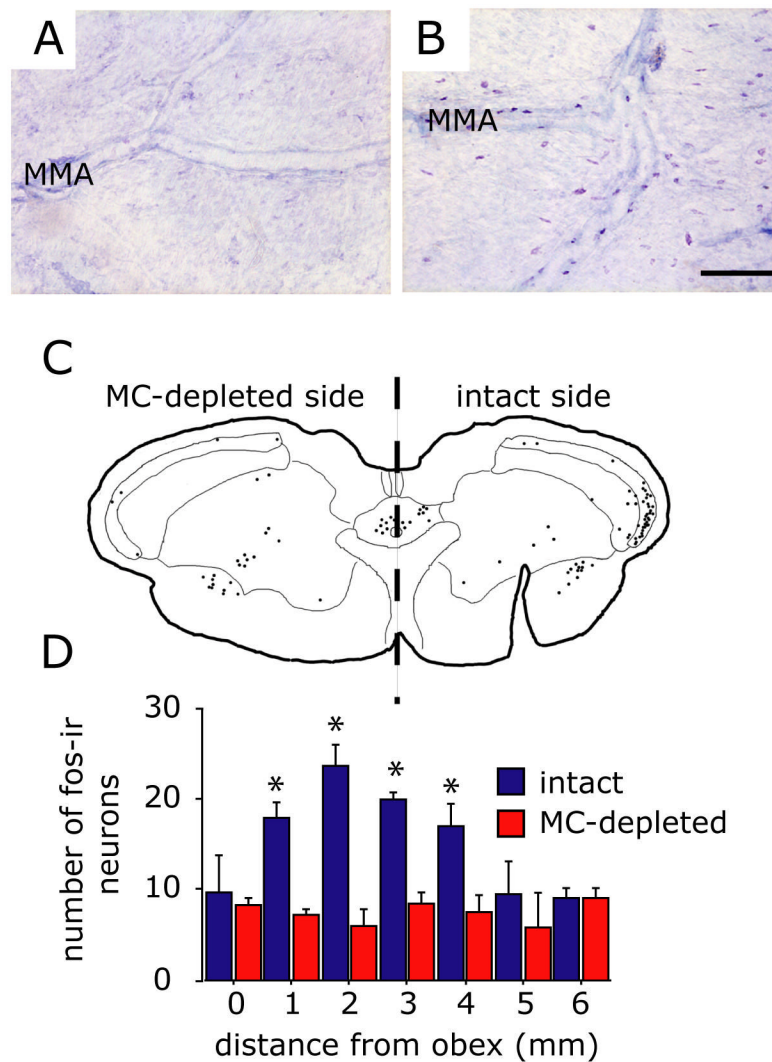 A
MMA
B
MMA
C
MC-depleted side
intact side
D
number of fos-ir
neurons
30
20
10
0
*
*
*
*
intact
MC-depleted
0 1 2 3 4 5 6
distance from obex (mm)